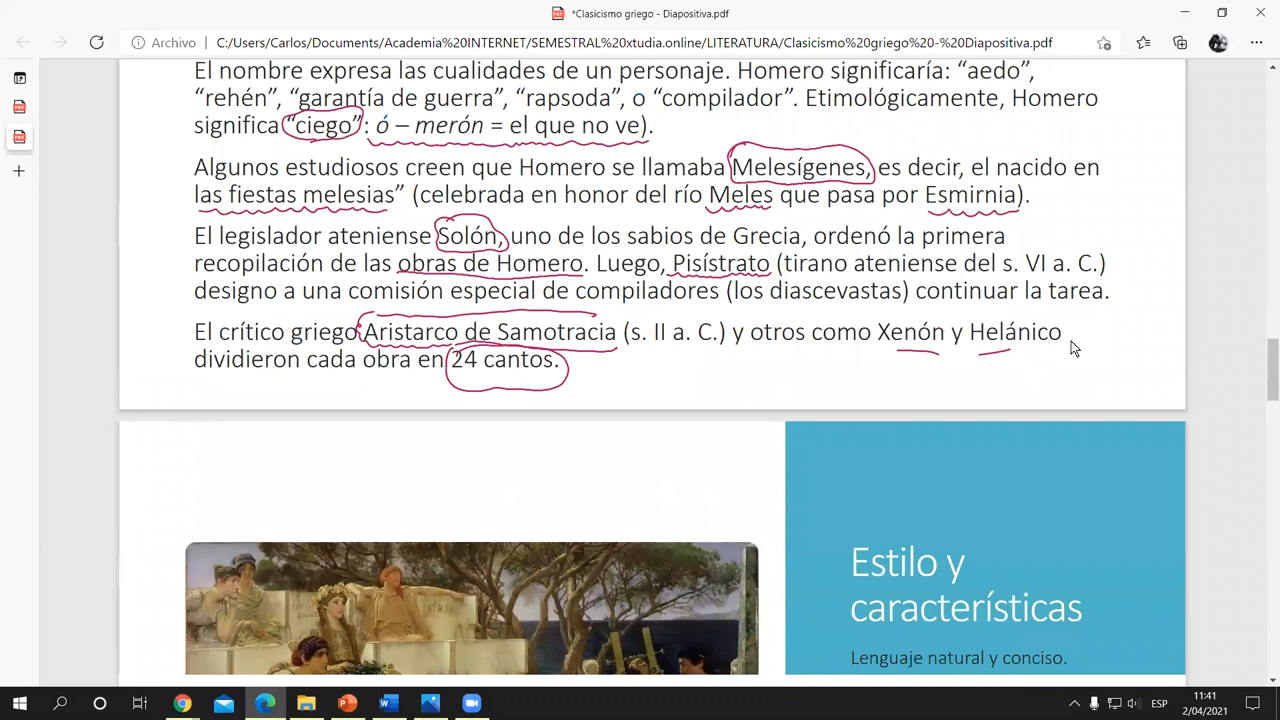 *Clasicismo griego - Diapositiva.pdf
Archivo
C:/Users/Carlos/Documents/Academia%20INTERNET/SEMESTRAL%20xtudia.online/LITERATURA/Clasicismo%20griego%20-%20Diapositiva.pdf
El nombre expresa las cualidades de un personaje. Homero significaría: “aedo”,
“rehén”, “garantía de guerra”, “rapsoda”, o “compilador”. Etimológicamente, Homero
significa “ciego”: ó – merón = el que no ve).
Algunos estudiosos creen que Homero se llamaba Melesígenes, es decir, el nacido en
las fiestas melesias” (celebrada en honor del río Meles que pasa por Esmirnia).
El legislador ateniense Solón, uno de los sabios de Grecia, ordenó la primera
recopilación de las obras de Homero. Luego, Pisístrato (tirano ateniense del s. VI a. C.)
designo a una comisión especial de compiladores (los diascevastas) continuar la tarea.
El crítico griego Aristarco de Samotracia (s. II a. C.) y otros como Xenón y Helánico
dividieron cada obra en 24 cantos.
Estilo y
características
Lenguaje natural y conciso.
ESP
11:41
2/04/2021